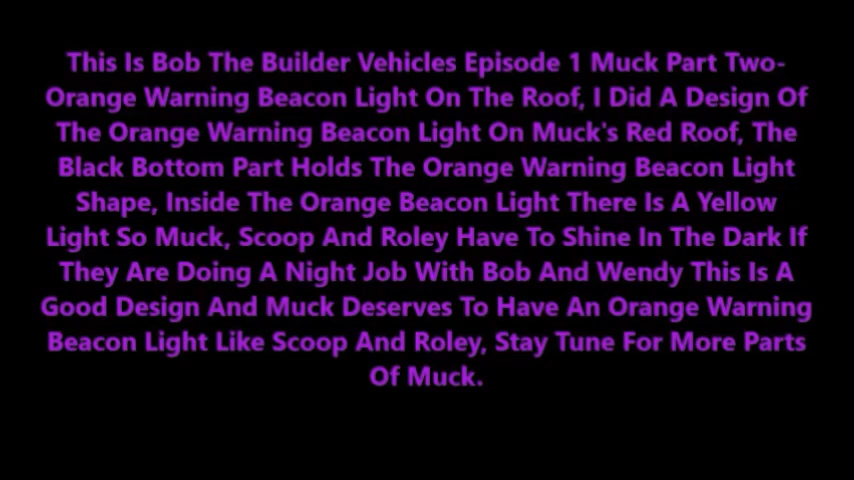 This Is Bob The Builder Vehicles Episode 1 Muck Part Two-
Orange Warning Beacon Light On The Roof, I Did A Design Of
The Orange Warning Beacon Light On Muck's Red Roof, The
Black Bottom Part Holds The Orange Warning Beacon Light
Shape, Inside The Orange Beacon Light There Is A Yellow
Light So Muck, Scoop And Roley Have To Shine In The Dark If
They Are Doing A Night Job With Bob And Wendy This Is A
Good Design And Muck Deserves To Have An Orange Warning
Beacon Light Like Scoop And Roley, Stay Tune For More Parts
Of Muck.